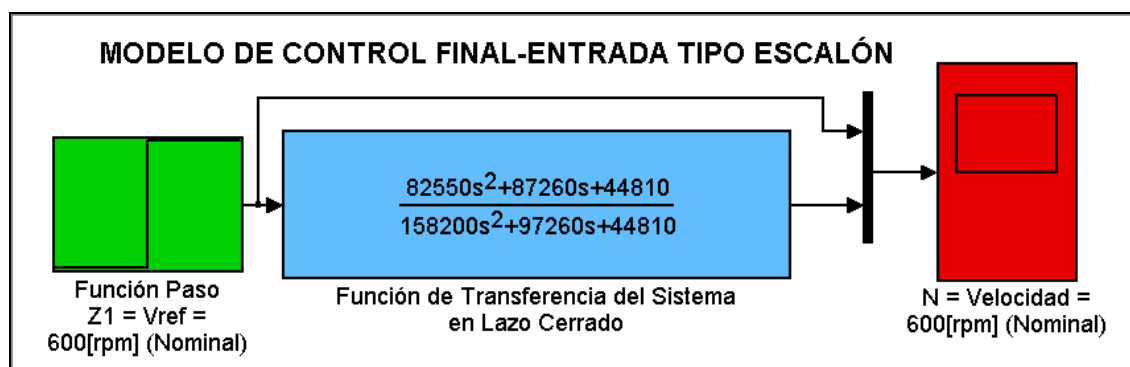 MODELO DE CONTROL FINAL-ENTRADA TIPO ESCALÓN
82550s²+87260s+44810
158200s²+97260s+44810
Función Paso
Z1 = Vref =
600[rpm] (Nominal)
Función de Transferencia del Sistema
en Lazo Cerrado
N = Velocidad =
600[rpm] (Nominal)